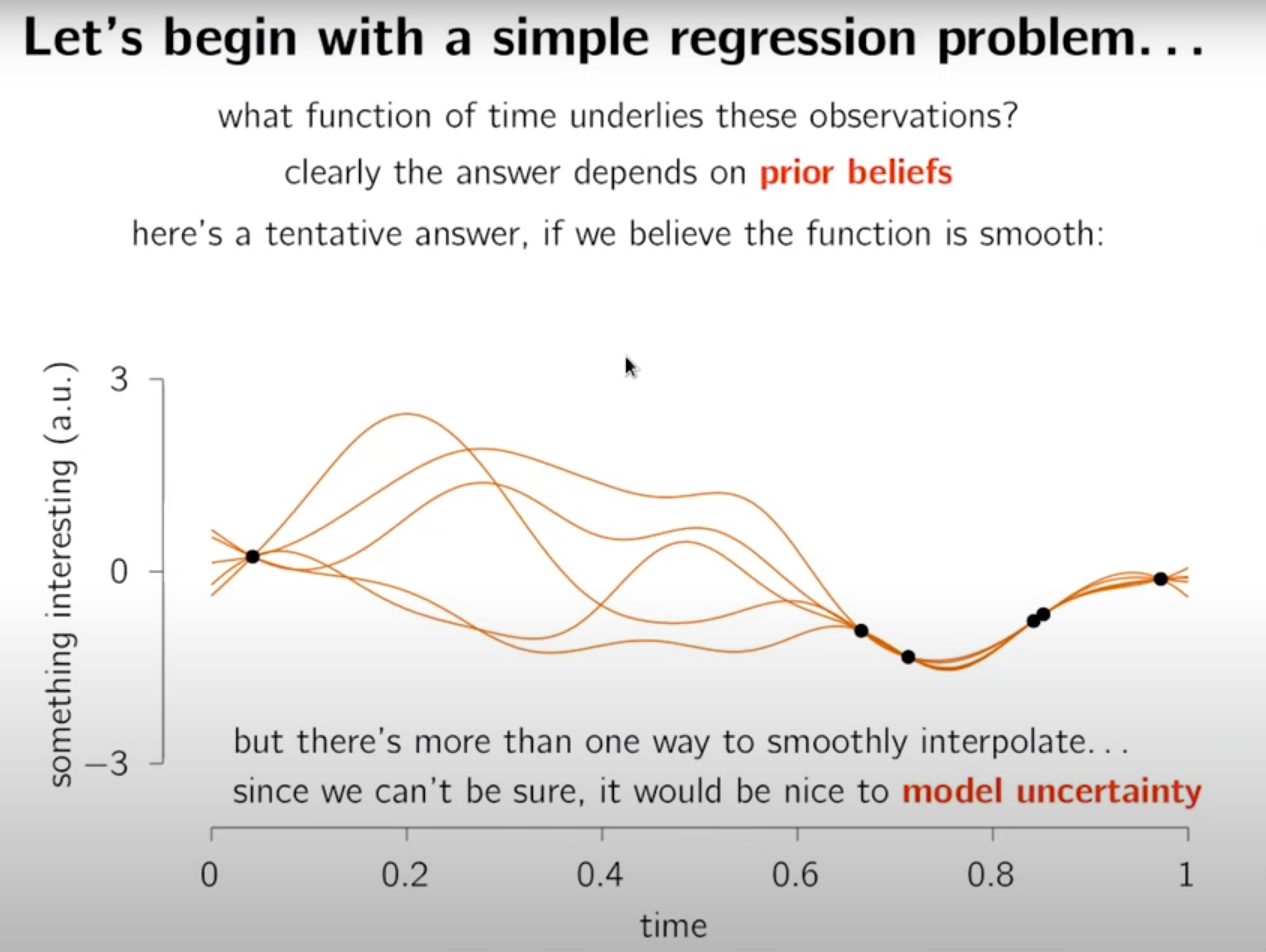 Let's begin with a simple regression problem...
what function of time underlies these observations?
clearly the answer depends on prior beliefs
here's a tentative answer, if we believe the function is smooth:
something interesting (a.u.)
3
0
−3
but there's more than one way to smoothly interpolate...
since we can't be sure, it would be nice to model uncertainty
0 0.2 0.4 0.6 0.8 1
time